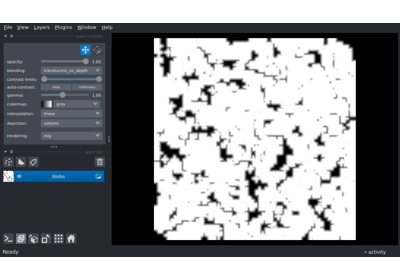 File View Layers Plugins Window Help
opacity: 1.00
blending: translucent_no_depth
contrast limits:
auto-contrast: once continuous
gamma: 1.00
colormap: gray
interpolation: linear
depiction: volume
rendering: mip
blobs
Ready activity